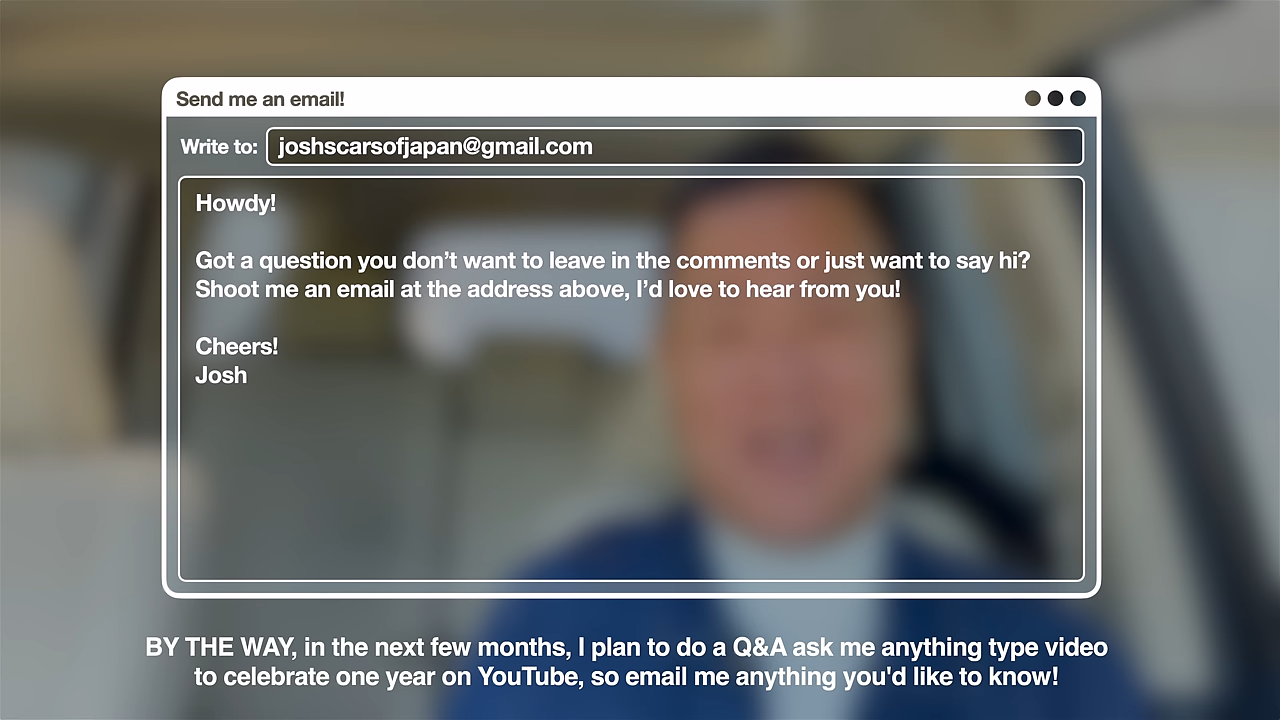 Send me an email!
Write to: joshscarsofjapan@gmail.com
Howdy!
Got a question you don’t want to leave in the comments or just want to say hi?
Shoot me an email at the address above, I’d love to hear from you!
Cheers!
Josh
BY THE WAY, in the next few months, I plan to do a Q&A ask me anything type video
to celebrate one year on YouTube, so email me anything you'd like to know!